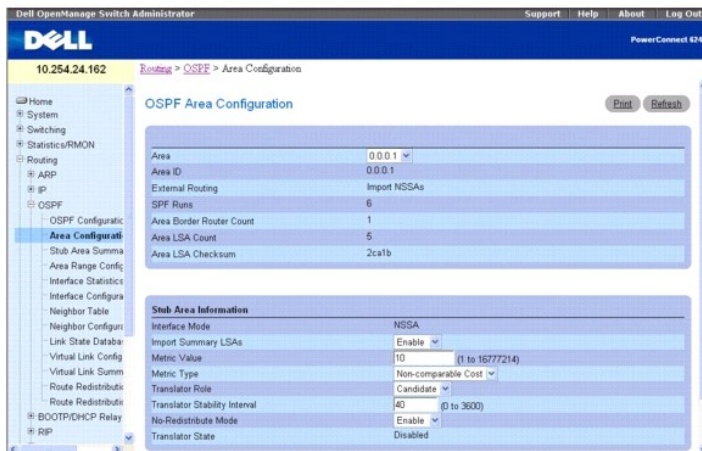 Dell OpenManage Switch Administrator
Support Help About Log Out
DELL
PowerConnect 624
10.254.24.162
Routing > OSPF > Area Configuration
Home
System
Switching
Statistics/RMON
Routing
ARP
IP
OSPF
OSPF Configuratic
Area Configurati
Stub Area Summa
Area Range Config
Interface Statistics
Interface Configura
Neighbor Table
Neighbor Configura
Link State Databa
Virtual Link Config
Virtual Link Summ
Route Redistributic
Route Redistributic
BOOTP/DHCP Relay
RIP
OSPF Area Configuration
Print Refresh
Area 0.0.0.1
Area ID 0.0.0.1
External Routing Import NSSAs
SPF Runs 6
Area Border Router Count 1
Area LSA Count 5
Area LSA Checksum 2ca1b
Stub Area Information
Interface Mode NSSA
Import Summary LSAs Enable
Metric Value 10 (1 to 16777214)
Metric Type Non-comparable Cost
Translator Role Candidate
Translator Stability Interval 40 (0 to 3600)
No-Redistribute Mode Enable
Translator State Disabled